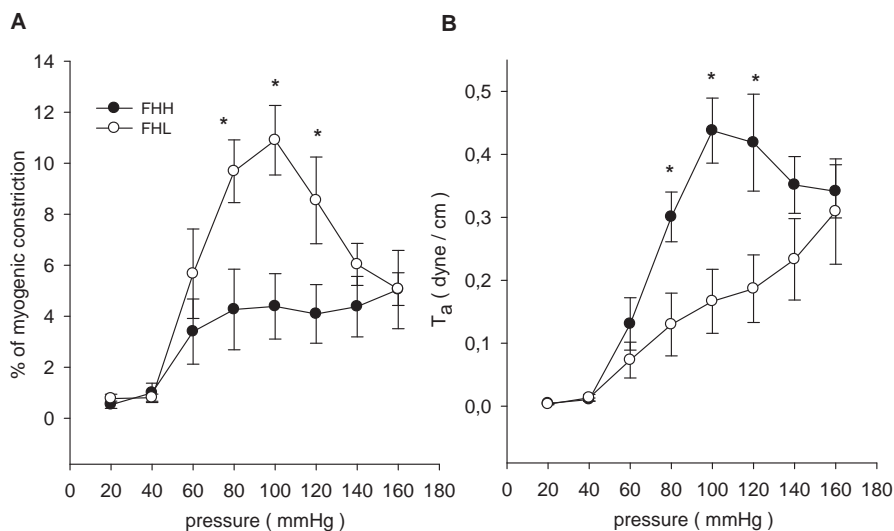 A
% of myogenic constriction
14
12
10
8
6
4
2
0
FHH
FHL
*
*
*
0 20 40 60 80 100 120 140 160 180
pressure ( mmHg )
B
Ta ( dyne / cm )
0,5
0,4
0,3
0,2
0,1
0,0
*
*
*
0 20 40 60 80 100 120 140 160 180
pressure ( mmHg )